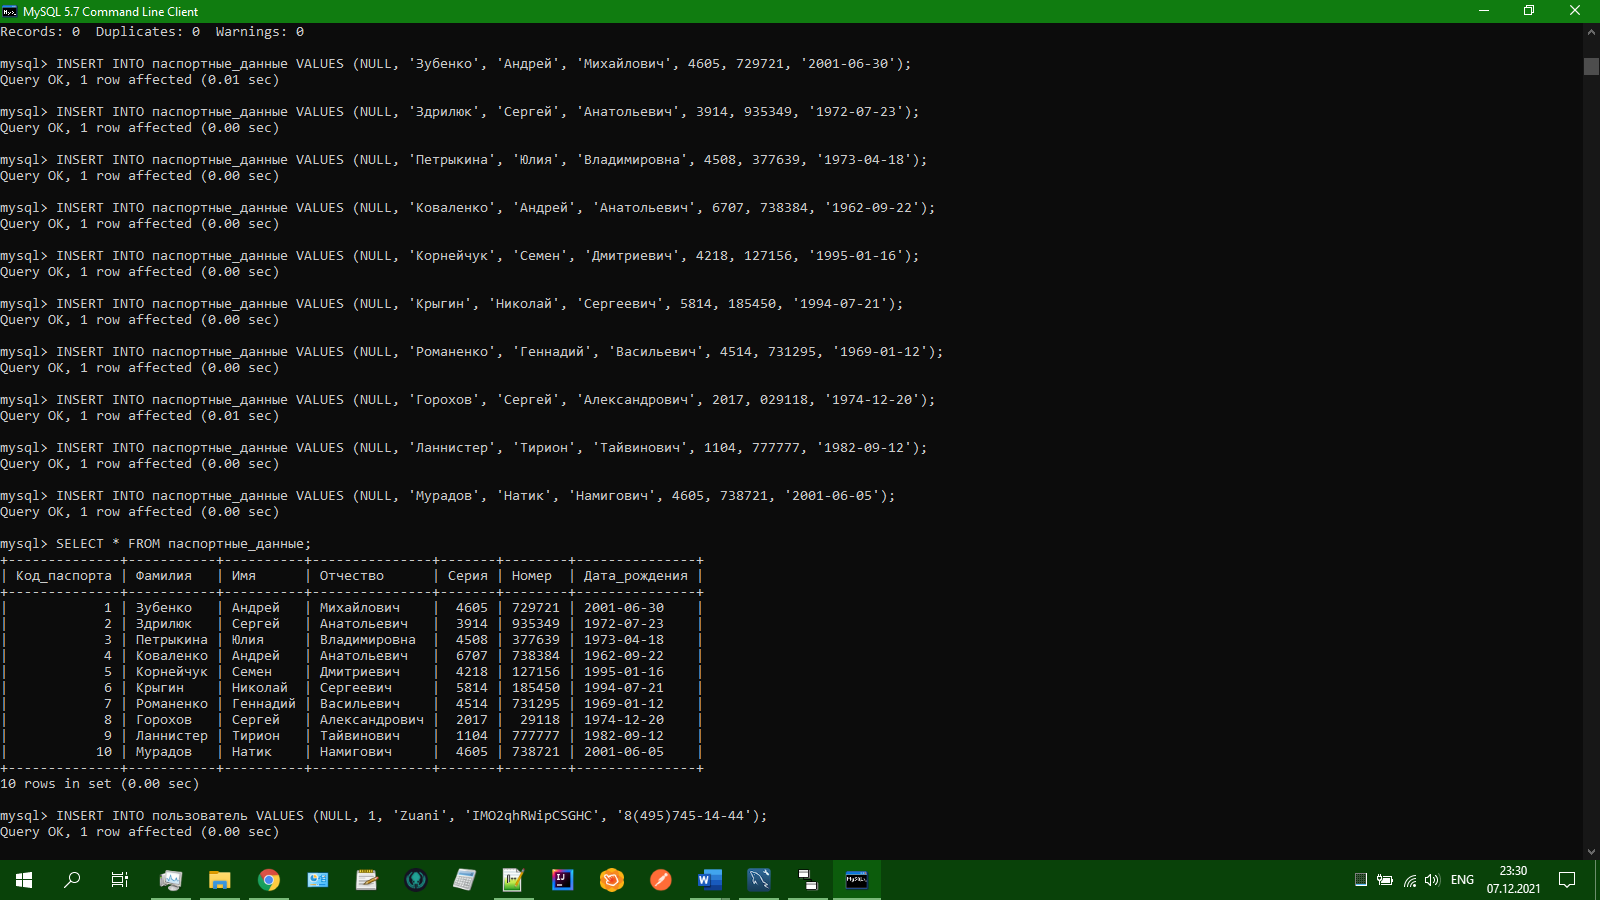 MySQL 5.7 Command Line Client
Records: 0  Duplicates: 0  Warnings: 0
mysql> INSERT INTO паспортные_данные VALUES (NULL, 'Зубенко', 'Андрей', 'Михайлович', 4605, 729721, '2001-06-30');
Query OK, 1 row affected (0.01 sec)
mysql> INSERT INTO паспортные_данные VALUES (NULL, 'Здрилюк', 'Сергей', 'Анатольевич', 3914, 935349, '1972-07-23');
Query OK, 1 row affected (0.00 sec)
mysql> INSERT INTO паспортные_данные VALUES (NULL, 'Петрыкина', 'Юлия', 'Владимировна', 4508, 377639, '1973-04-18');
Query OK, 1 row affected (0.00 sec)
mysql> INSERT INTO паспортные_данные VALUES (NULL, 'Коваленко', 'Андрей', 'Анатольевич', 6707, 738384, '1962-09-22');
Query OK, 1 row affected (0.00 sec)
mysql> INSERT INTO паспортные_данные VALUES (NULL, 'Корнейчук', 'Семен', 'Дмитриевич', 4218, 127156, '1995-01-16');
Query OK, 1 row affected (0.00 sec)
mysql> INSERT INTO паспортные_данные VALUES (NULL, 'Крыгин', 'Николай', 'Сергеевич', 5814, 185450, '1994-07-21');
Query OK, 1 row affected (0.00 sec)
mysql> INSERT INTO паспортные_данные VALUES (NULL, 'Романенко', 'Геннадий', 'Васильевич', 4514, 731295, '1969-01-12');
Query OK, 1 row affected (0.00 sec)
mysql> INSERT INTO паспортные_данные VALUES (NULL, 'Горохов', 'Сергей', 'Александрович', 2017, 029118, '1974-12-20');
Query OK, 1 row affected (0.01 sec)
mysql> INSERT INTO паспортные_данные VALUES (NULL, 'Ланнистер', 'Тирион', 'Тайвинович', 1104, 777777, '1982-09-12');
Query OK, 1 row affected (0.00 sec)
mysql> INSERT INTO паспортные_данные VALUES (NULL, 'Мурадов', 'Натик', 'Намигович', 4605, 738721, '2001-06-05');
Query OK, 1 row affected (0.00 sec)
mysql> SELECT * FROM паспортные_данные;
+--------------+-----------+----------+---------------+-------+--------+---------------+
| Код_паспорта | Фамилия   | Имя      | Отчество      | Серия | Номер  | Дата_рождения |
+--------------+-----------+----------+---------------+-------+--------+---------------+
|            1 | Зубенко   | Андрей   | Михайлович    |  4605 | 729721 | 2001-06-30    |
|            2 | Здрилюк   | Сергей   | Анатольевич   |  3914 | 935349 | 1972-07-23    |
|            3 | Петрыкина | Юлия     | Владимировна  |  4508 | 377639 | 1973-04-18    |
|            4 | Коваленко | Андрей   | Анатольевич   |  6707 | 738384 | 1962-09-22    |
|            5 | Корнейчук | Семен    | Дмитриевич    |  4218 | 127156 | 1995-01-16    |
|            6 | Крыгин    | Николай  | Сергеевич     |  5814 | 185450 | 1994-07-21    |
|            7 | Романенко | Геннадий | Васильевич    |  4514 | 731295 | 1969-01-12    |
|            8 | Горохов   | Сергей   | Александрович |  2017 |  29118 | 1974-12-20    |
|            9 | Ланнистер | Тирион   | Тайвинович    |  1104 | 777777 | 1982-09-12    |
|           10 | Мурадов   | Натик    | Намигович     |  4605 | 738721 | 2001-06-05    |
+--------------+-----------+----------+---------------+-------+--------+---------------+
10 rows in set (0.00 sec)
mysql> INSERT INTO пользователь VALUES (NULL, 1, 'Zuani', 'IMO2qhRWipCSGHC', '8(495)745-14-44');
Query OK, 1 row affected (0.00 sec)
ENG
23:30
07.12.2021